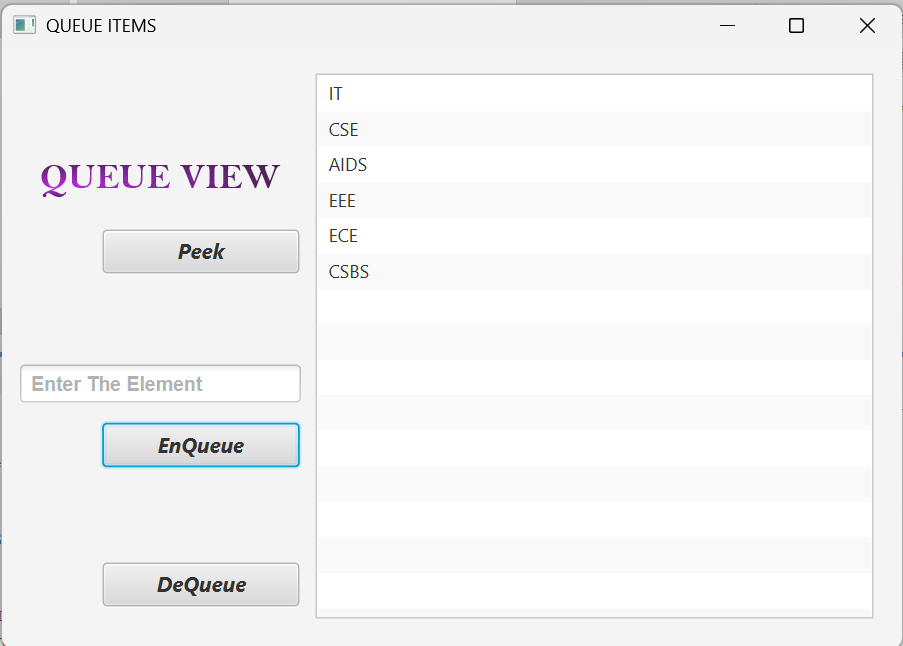 QUEUE ITEMS
QUEUE VIEW
Peek
Enter The Element
EnQueue
DeQueue
IT
CSE
AIDS
EEE
ECE
CSBS